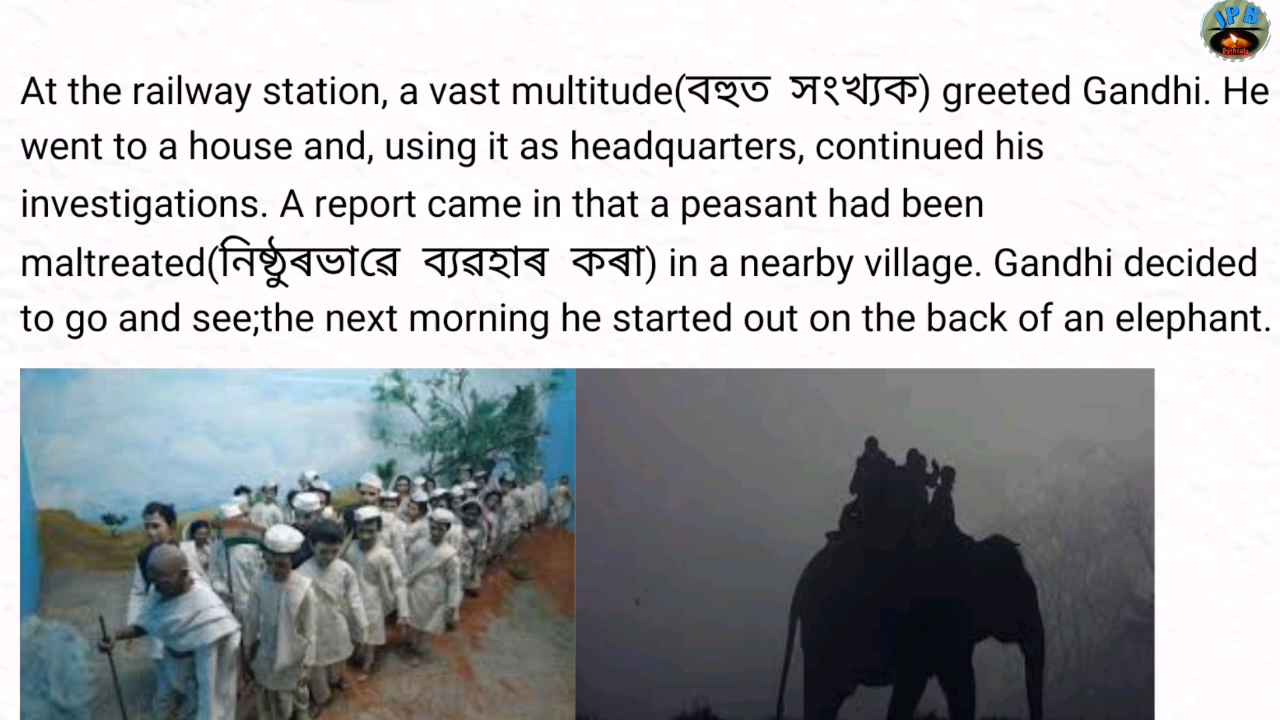 JPB
Pathsala
At the railway station, a vast multitude(বহুত সংখ্যক) greeted Gandhi. He
went to a house and, using it as headquarters, continued his
investigations. A report came in that a peasant had been
maltreated(নিষ্ঠুৰভাৱে ব্যৱহাৰ কৰা) in a nearby village. Gandhi decided
to go and see;the next morning he started out on the back of an elephant.